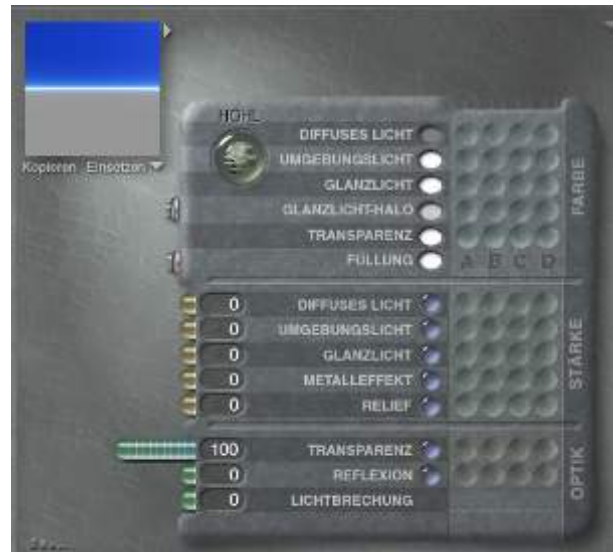 HOHL
Kopieren Einsetzen
DIFFUSES LICHT
UMGEBUNGSLICHT
GLANZLICHT
GLANZLICHT-HALO
TRANSPARENZ
FÜLLUNG
A B C D
FARBE
0 DIFFUSES LICHT
0 UMGEBUNGSLICHT
0 GLANZLICHT
0 METALLEFFEKT
0 RELIEF
STÄRKE
100 TRANSPARENZ
0 REFLEXION
0 LICHTBRECHUNG
OPTIK